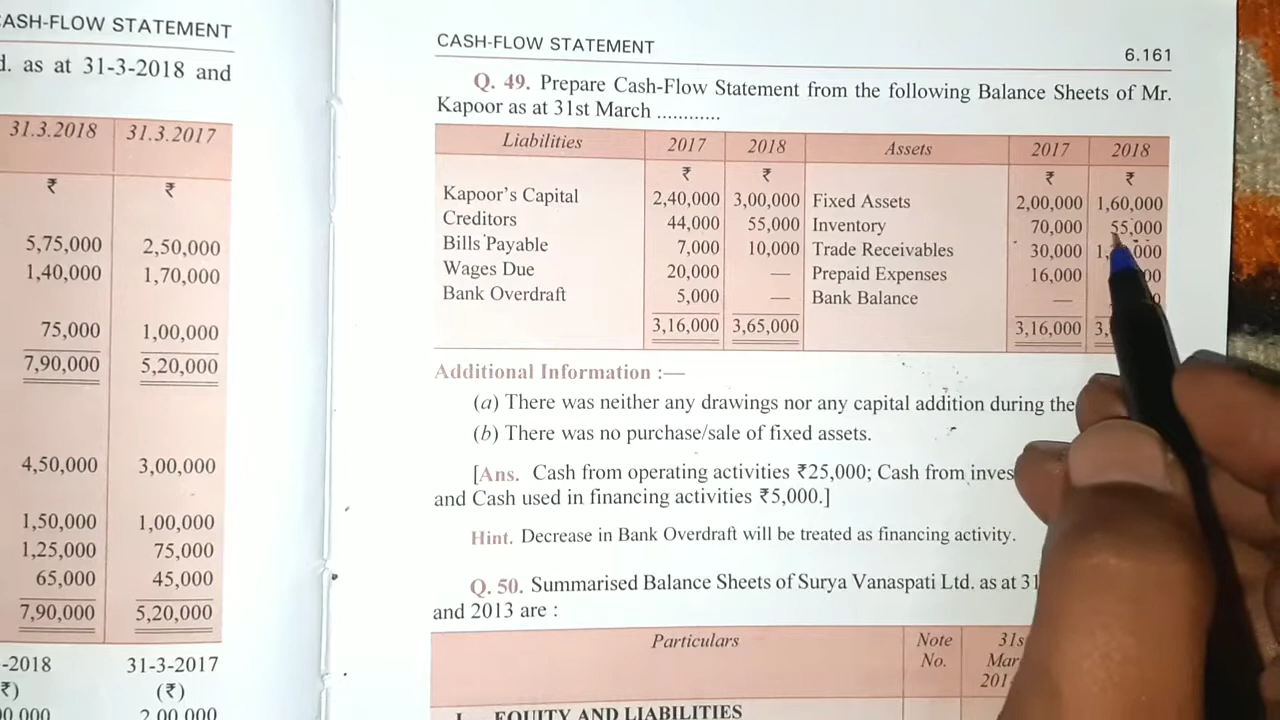 CASH-FLOW STATEMENT
d. as at 31-3-2018 and
31.3.2018 31.3.2017
₹ ₹
5,75,000 2,50,000
1,40,000 1,70,000
75,000 1,00,000
7,90,000 5,20,000
4,50,000 3,00,000
1,50,000 1,00,000
1,25,000 75,000
65,000 45,000
7,90,000 5,20,000
-2018 31-3-2017
₹) (₹)
2,00,000
CASH-FLOW STATEMENT 6.161
Q. 49. Prepare Cash-Flow Statement from the following Balance Sheets of Mr.
Kapoor as at 31st March ............
Liabilities 2017 2018 Assets 2017 2018
₹ ₹ ₹ ₹
Kapoor's Capital 2,40,000 3,00,000 Fixed Assets 2,00,000 1,60,000
Creditors 44,000 55,000 Inventory 70,000 55,000
Bills Payable 7,000 10,000 Trade Receivables 30,000
Wages Due 20,000 — Prepaid Expenses 16,000
Bank Overdraft 5,000 — Bank Balance —
3,16,000 3,65,000 3,16,000
Additional Information :—
(a) There was neither any drawings nor any capital addition during the
(b) There was no purchase/sale of fixed assets.
[Ans. Cash from operating activities ₹25,000; Cash from inves
and Cash used in financing activities ₹5,000.]
Hint. Decrease in Bank Overdraft will be treated as financing activity.
Q. 50. Summarised Balance Sheets of Surya Vanaspati Ltd. as at 31
and 2013 are :
Particulars Note No. 31s Mar 201
I. EQUITY AND LIABILITIES